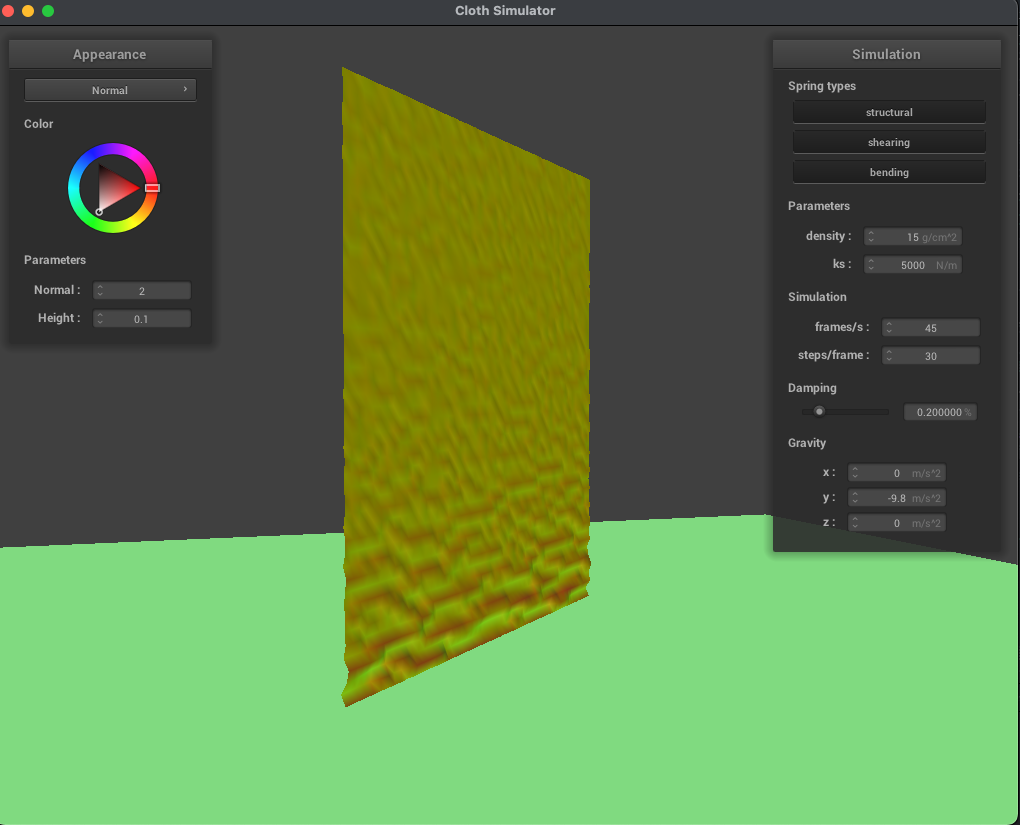 Cloth Simulator
Appearance
Normal
Color
Parameters
Normal : 2
Height : 0.1
Simulation
Spring types
structural
shearing
bending
Parameters
density : 15 g/cm^2
ks : 5000 N/m
Simulation
frames/s : 45
steps/frame : 30
Damping
0.200000 %
Gravity
x : 0 m/s^2
y : -9.8 m/s^2
z : 0 m/s^2